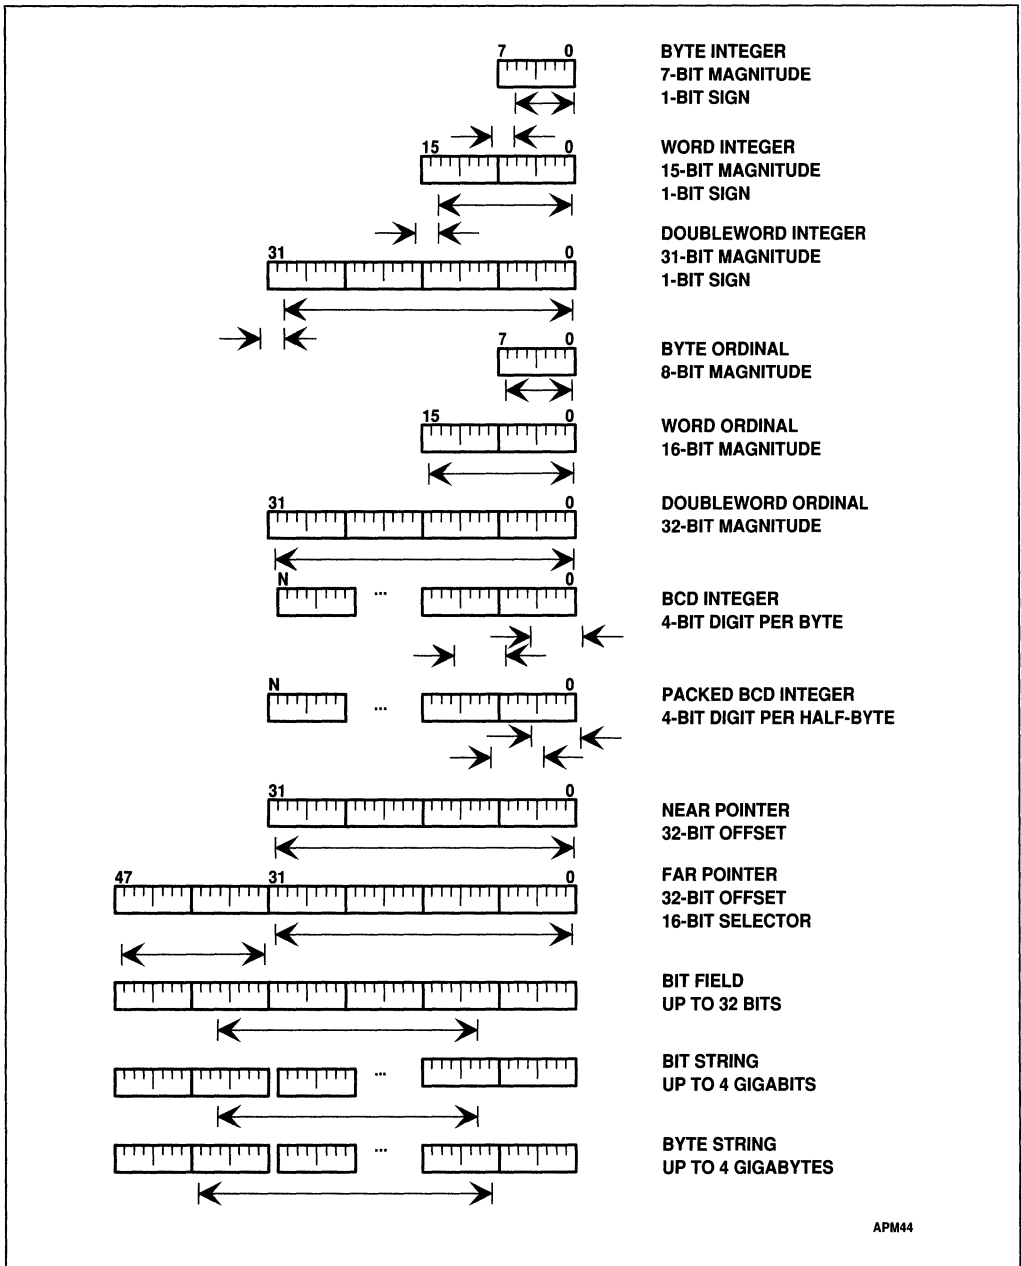 7 0 BYTE INTEGER
7-BIT MAGNITUDE
1-BIT SIGN
15 0 WORD INTEGER
15-BIT MAGNITUDE
1-BIT SIGN
DOUBLEWORD INTEGER
31 0 31-BIT MAGNITUDE
1-BIT SIGN
7 0 BYTE ORDINAL
8-BIT MAGNITUDE
15 0 WORD ORDINAL
16-BIT MAGNITUDE
31 0 DOUBLEWORD ORDINAL
32-BIT MAGNITUDE
N 0
... BCD INTEGER
4-BIT DIGIT PER BYTE
N 0 PACKED BCD INTEGER
... 4-BIT DIGIT PER HALF-BYTE
31 0 NEAR POINTER
32-BIT OFFSET
47 31 0 FAR POINTER
32-BIT OFFSET
16-BIT SELECTOR
BIT FIELD
UP TO 32 BITS
BIT STRING
... UP TO 4 GIGABITS
BYTE STRING
... UP TO 4 GIGABYTES
APM44